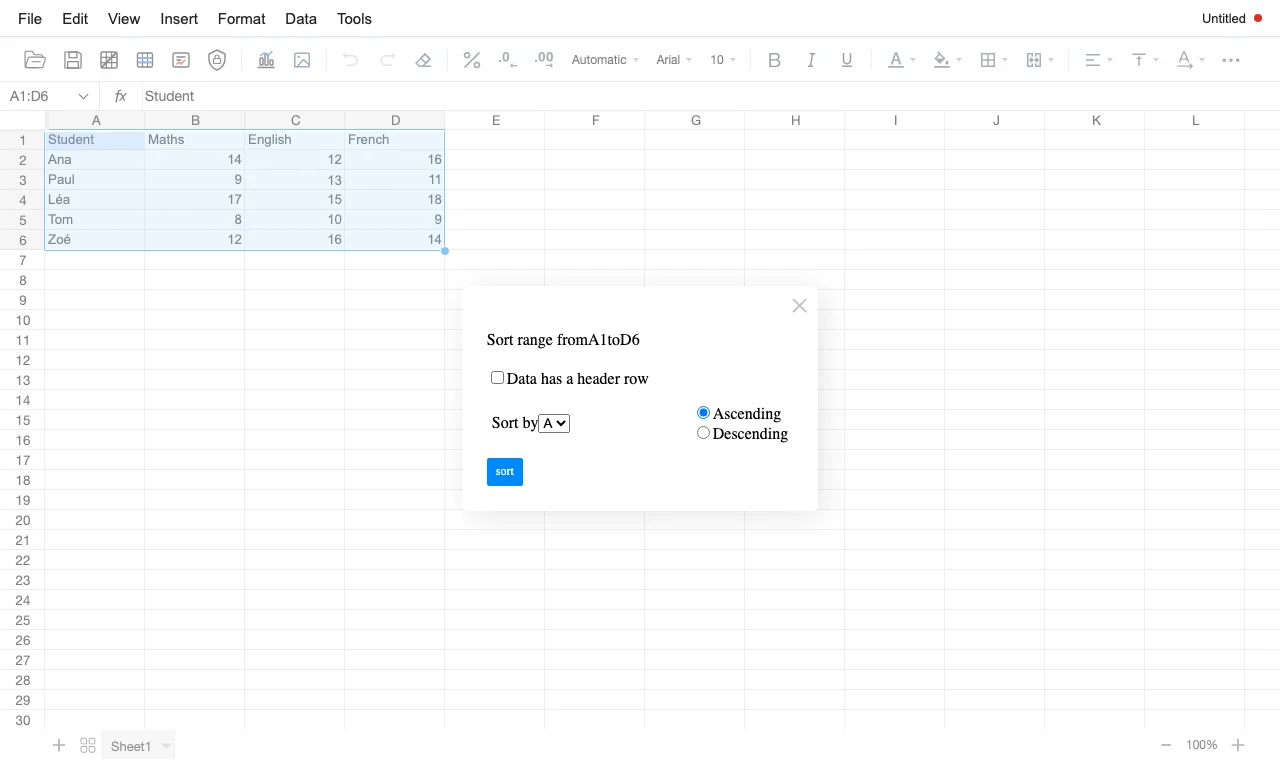 File Edit View Insert Format Data Tools Untitled
% .0 .00 Automatic Arial 10 B I U A A
A1:D6 fx Student
A B C D E F G H I J K L
1 Student Maths English French
2 Ana 14 12 16
3 Paul 9 13 11
4 Léa 17 15 18
5 Tom 8 10 9
6 Zoé 12 16 14
7
8
9
10
11
12
13
14
15
16
17
18
19
20
21
22
23
24
25
26
27
28
29
30
Sort range fromA1toD6
Data has a header row
Sort by A Ascending
Descending
sort
Sheet1 100%